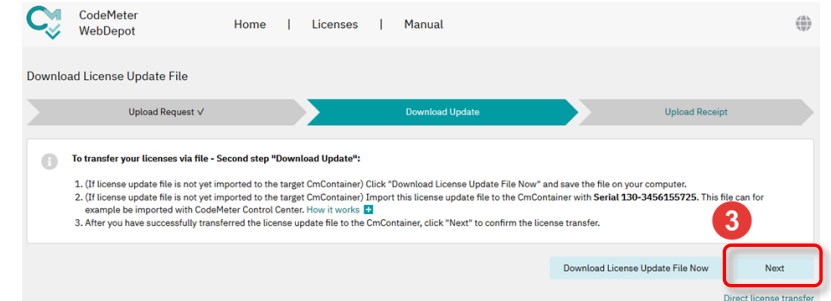 CodeMeter
WebDepot
Home | Licenses | Manual
Download License Update File
Upload Request ✓
Download Update
Upload Receipt
To transfer your licenses via file - Second step "Download Update":
1. (If license update file is not yet imported to the target CmContainer) Click "Download License Update File Now" and save the file on your computer.
2. (If license update file is not yet imported to the target CmContainer) Import this license update file to the CmContainer with Serial 130-3456155725. This file can for
example be imported with CodeMeter Control Center. How it works +
3. After you have successfully transferred the license update file to the CmContainer, click "Next" to confirm the license transfer.
3
Download License Update File Now
Next
Direct license transfer